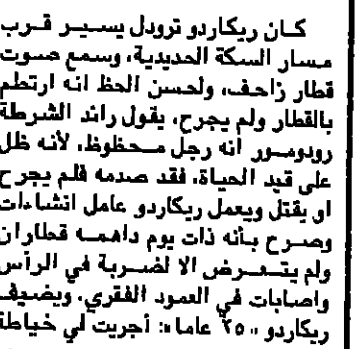 كان ريكاردو ترودل يسير قرب
مسار السكة الحديدية، وسمع صوت
قطار زاحف، ولحسن الحظ انه ارتطم
بالقطار ولم يجرح، يقول رائد الشرطة
رودومور انه رجل محظوظ، لأنه ظل
على قيد الحياة، فقد صدمه فلم يجرح
او يقتل ويعمل ريكاردو عامل انشاءات
وصرح بأنه ذات يوم داهمه قطاران
ولم يتعرض الا لضربة في الرأس
واصابات في العمود الفقري، ويضيف
ريكاردو «٢٥ عاما»: أجريت لي خياطة